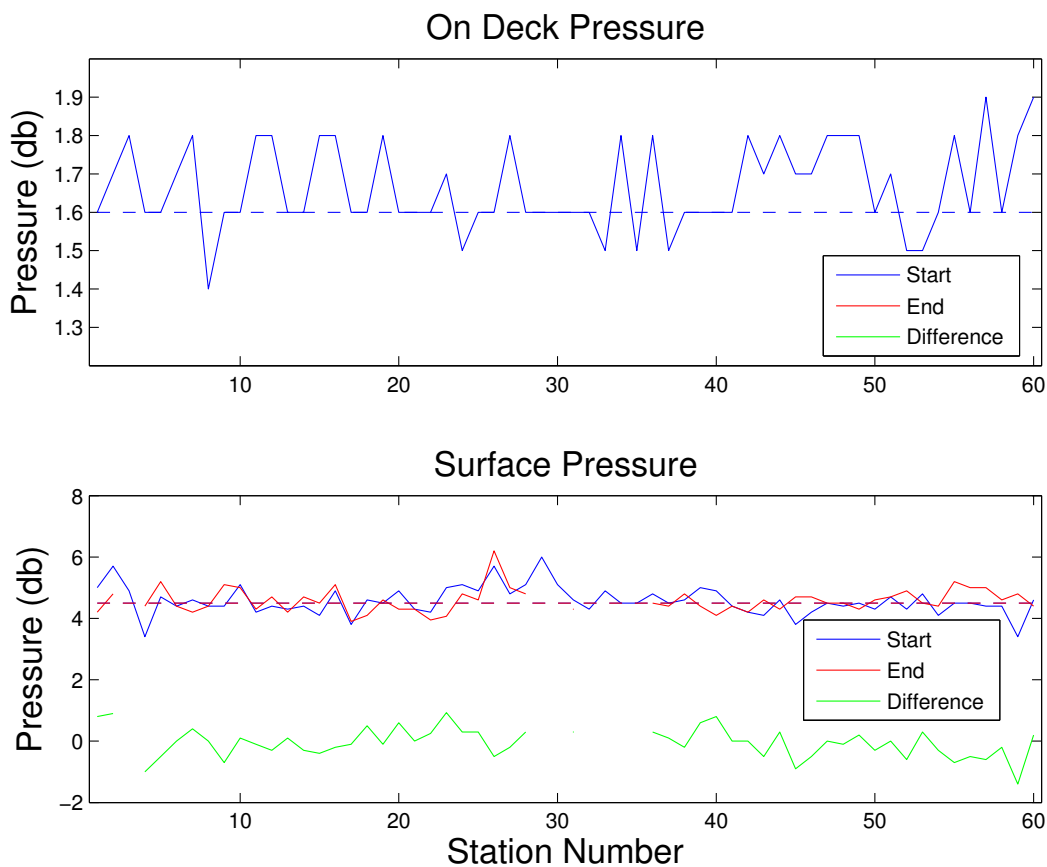 On Deck Pressure
Pressure (db)
1.9
1.8
1.7
1.6
1.5
1.4
1.3
Start
End
Difference
10 20 30 40 50 60
Surface Pressure
Pressure (db)
8
6
4
2
0
−2
Start
End
Difference
10 20 30 40 50 60
Station Number